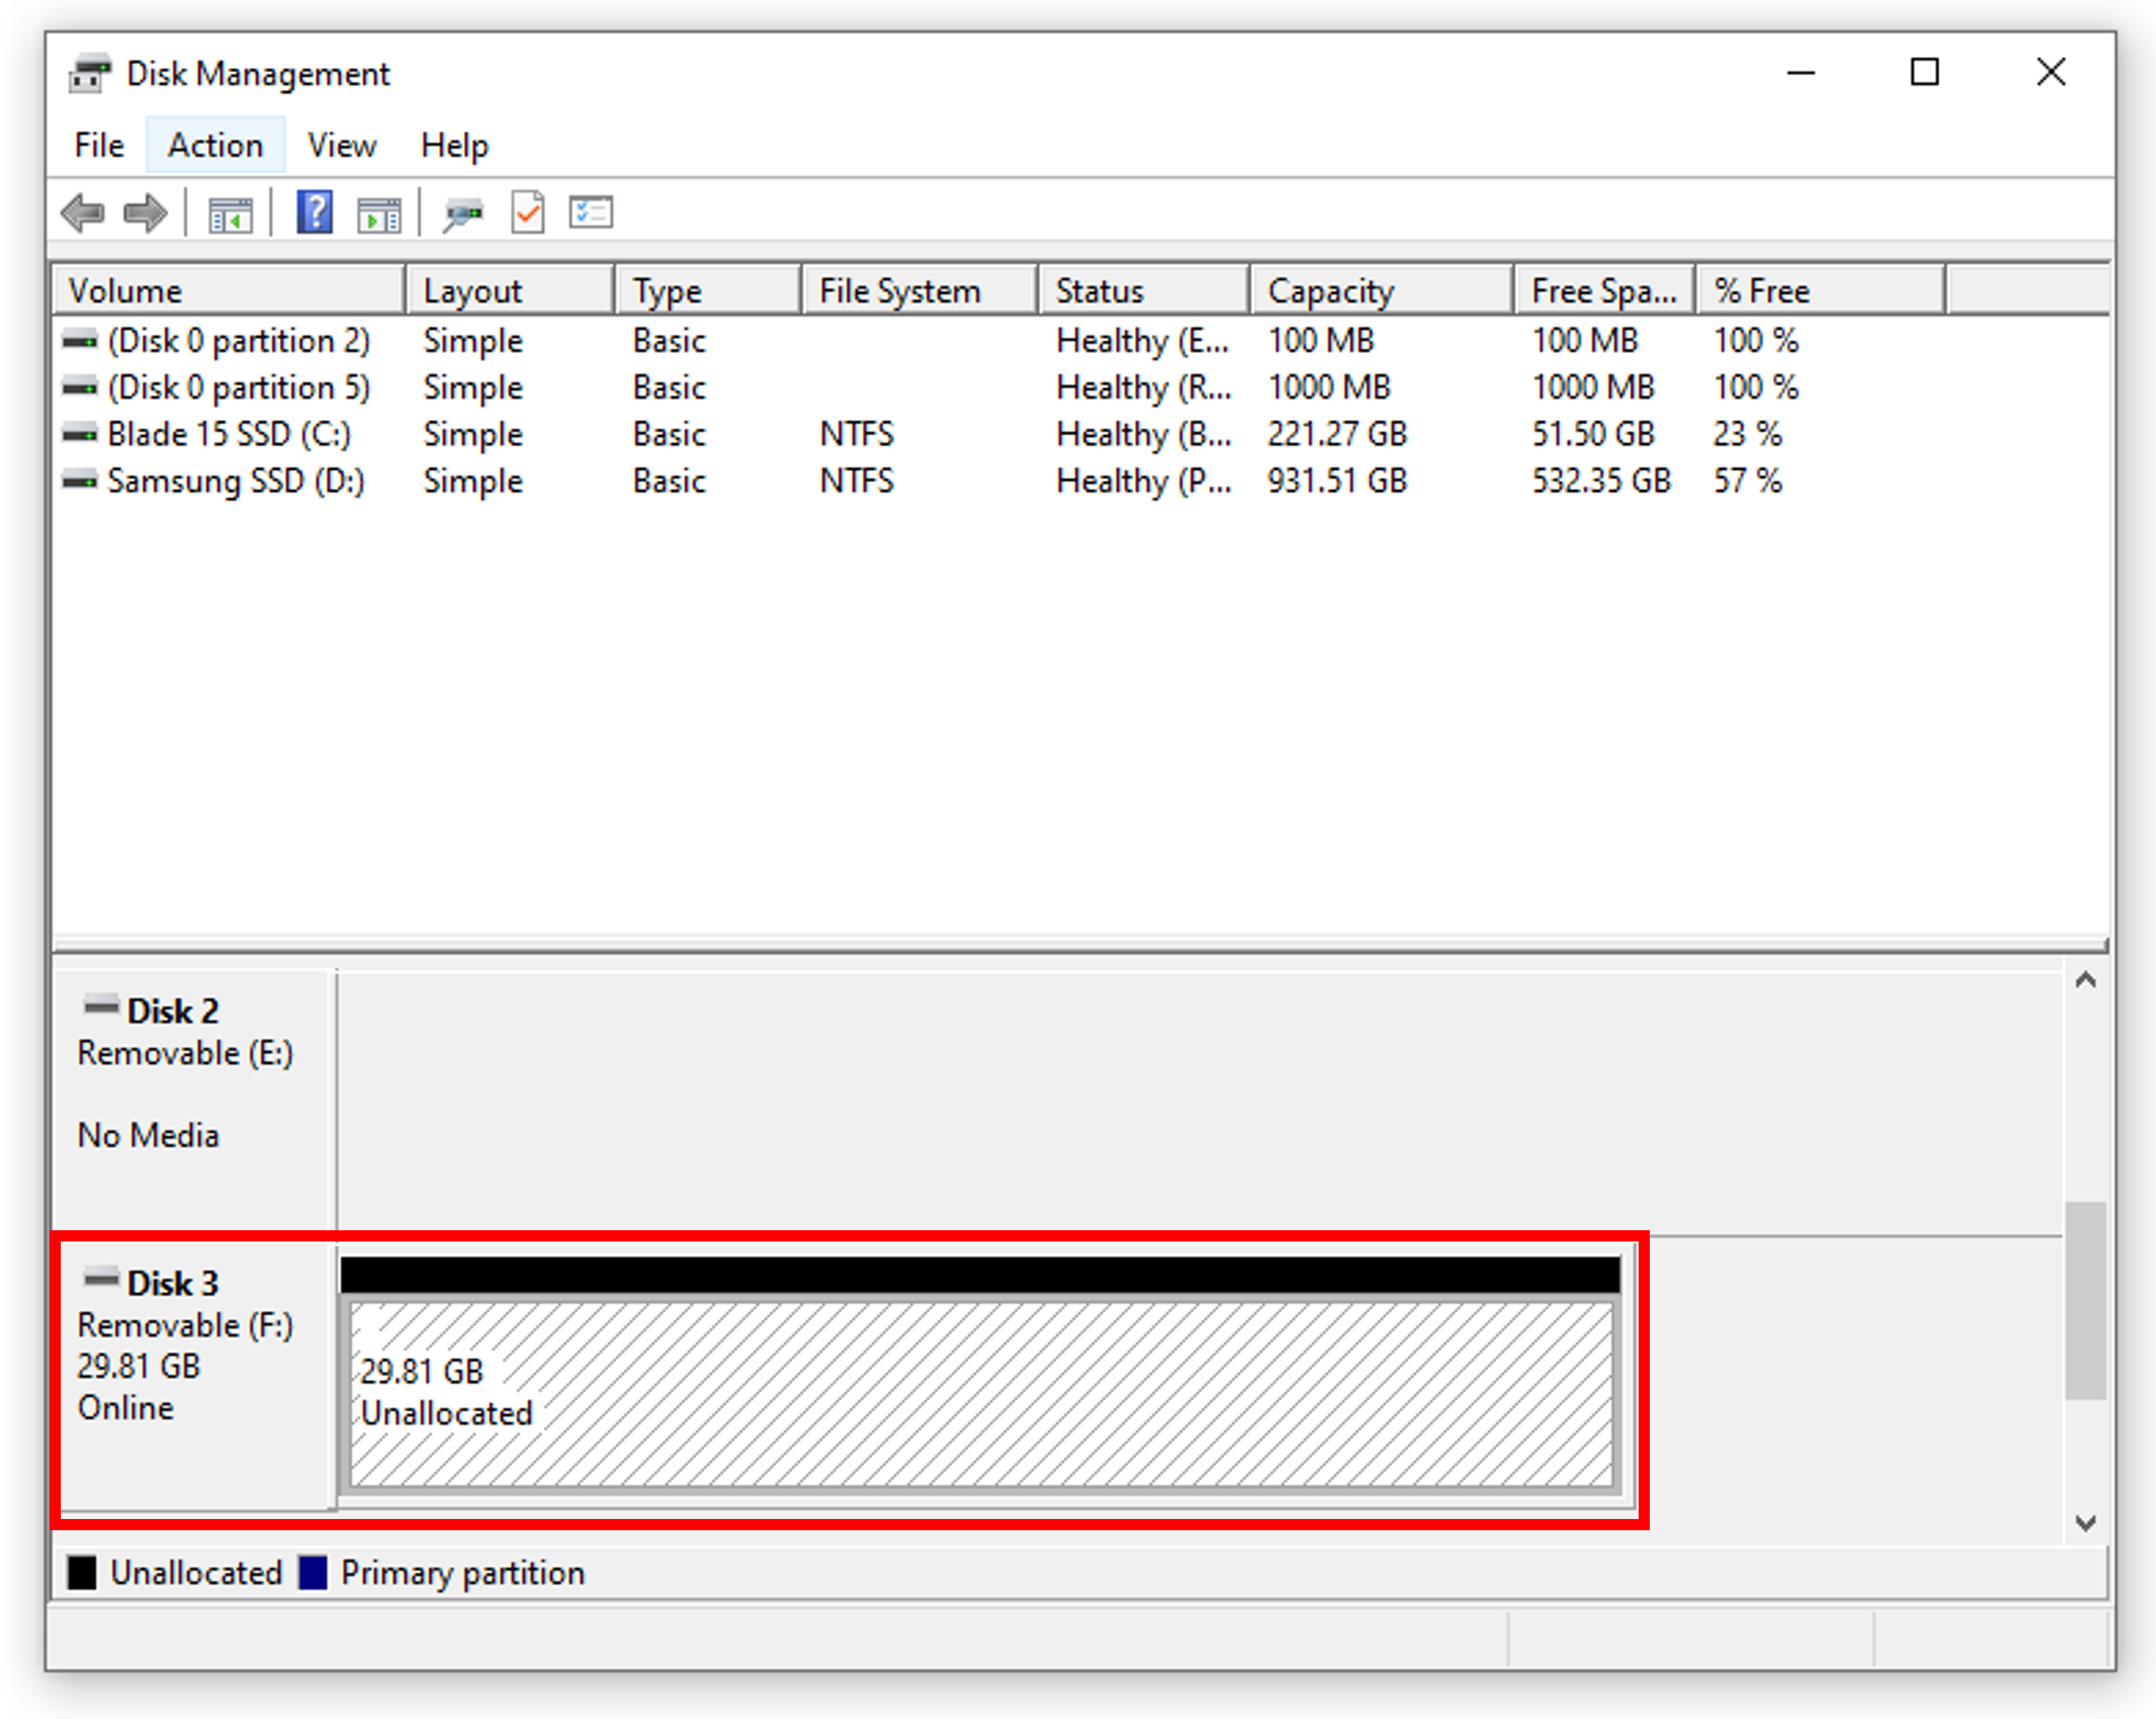 Disk Management
File Action View Help
Volume Layout Type File System Status Capacity Free Spa... % Free
(Disk 0 partition 2) Simple Basic Healthy (E... 100 MB 100 MB 100 %
(Disk 0 partition 5) Simple Basic Healthy (R... 1000 MB 1000 MB 100 %
Blade 15 SSD (C:) Simple Basic NTFS Healthy (B... 221.27 GB 51.50 GB 23 %
Samsung SSD (D:) Simple Basic NTFS Healthy (P... 931.51 GB 532.35 GB 57 %
Disk 2
Removable (E:)
No Media
Disk 3
Removable (F:)
29.81 GB
Online
29.81 GB
Unallocated
Unallocated Primary partition